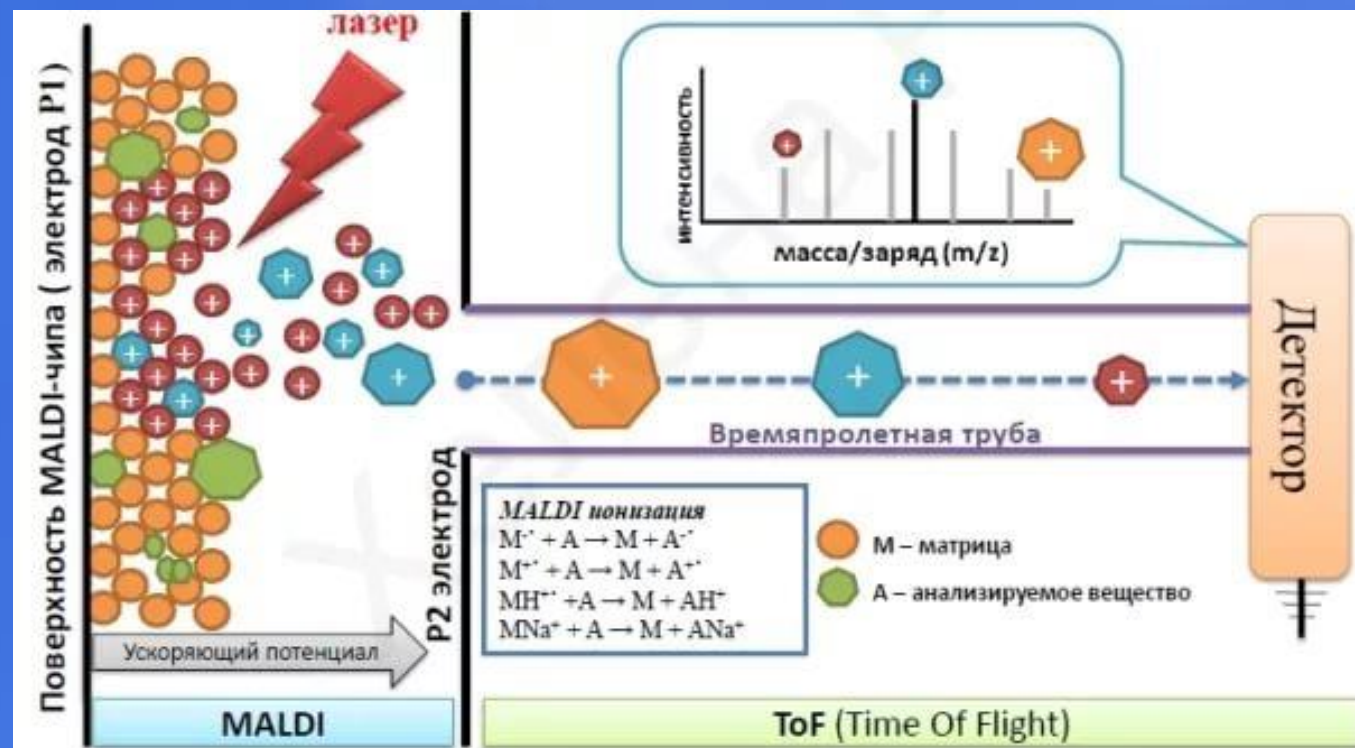 лазер
Поверхность MALDI-чипа ( электрод P1)
интенсивность
масса/заряд (m/z)
Детектор
Времяпролетная труба
P2 электрод
MALDI ионизация
M⁻˙ + A → M + A⁻˙
M⁺˙ + A → M + A⁺˙
MH⁺˙ +A → M + AH⁺
MNa⁺ + A → M + ANa⁺
М – матрица
А – анализируемое вещество
Ускоряющий потенциал
MALDI
ToF (Time Of Flight)